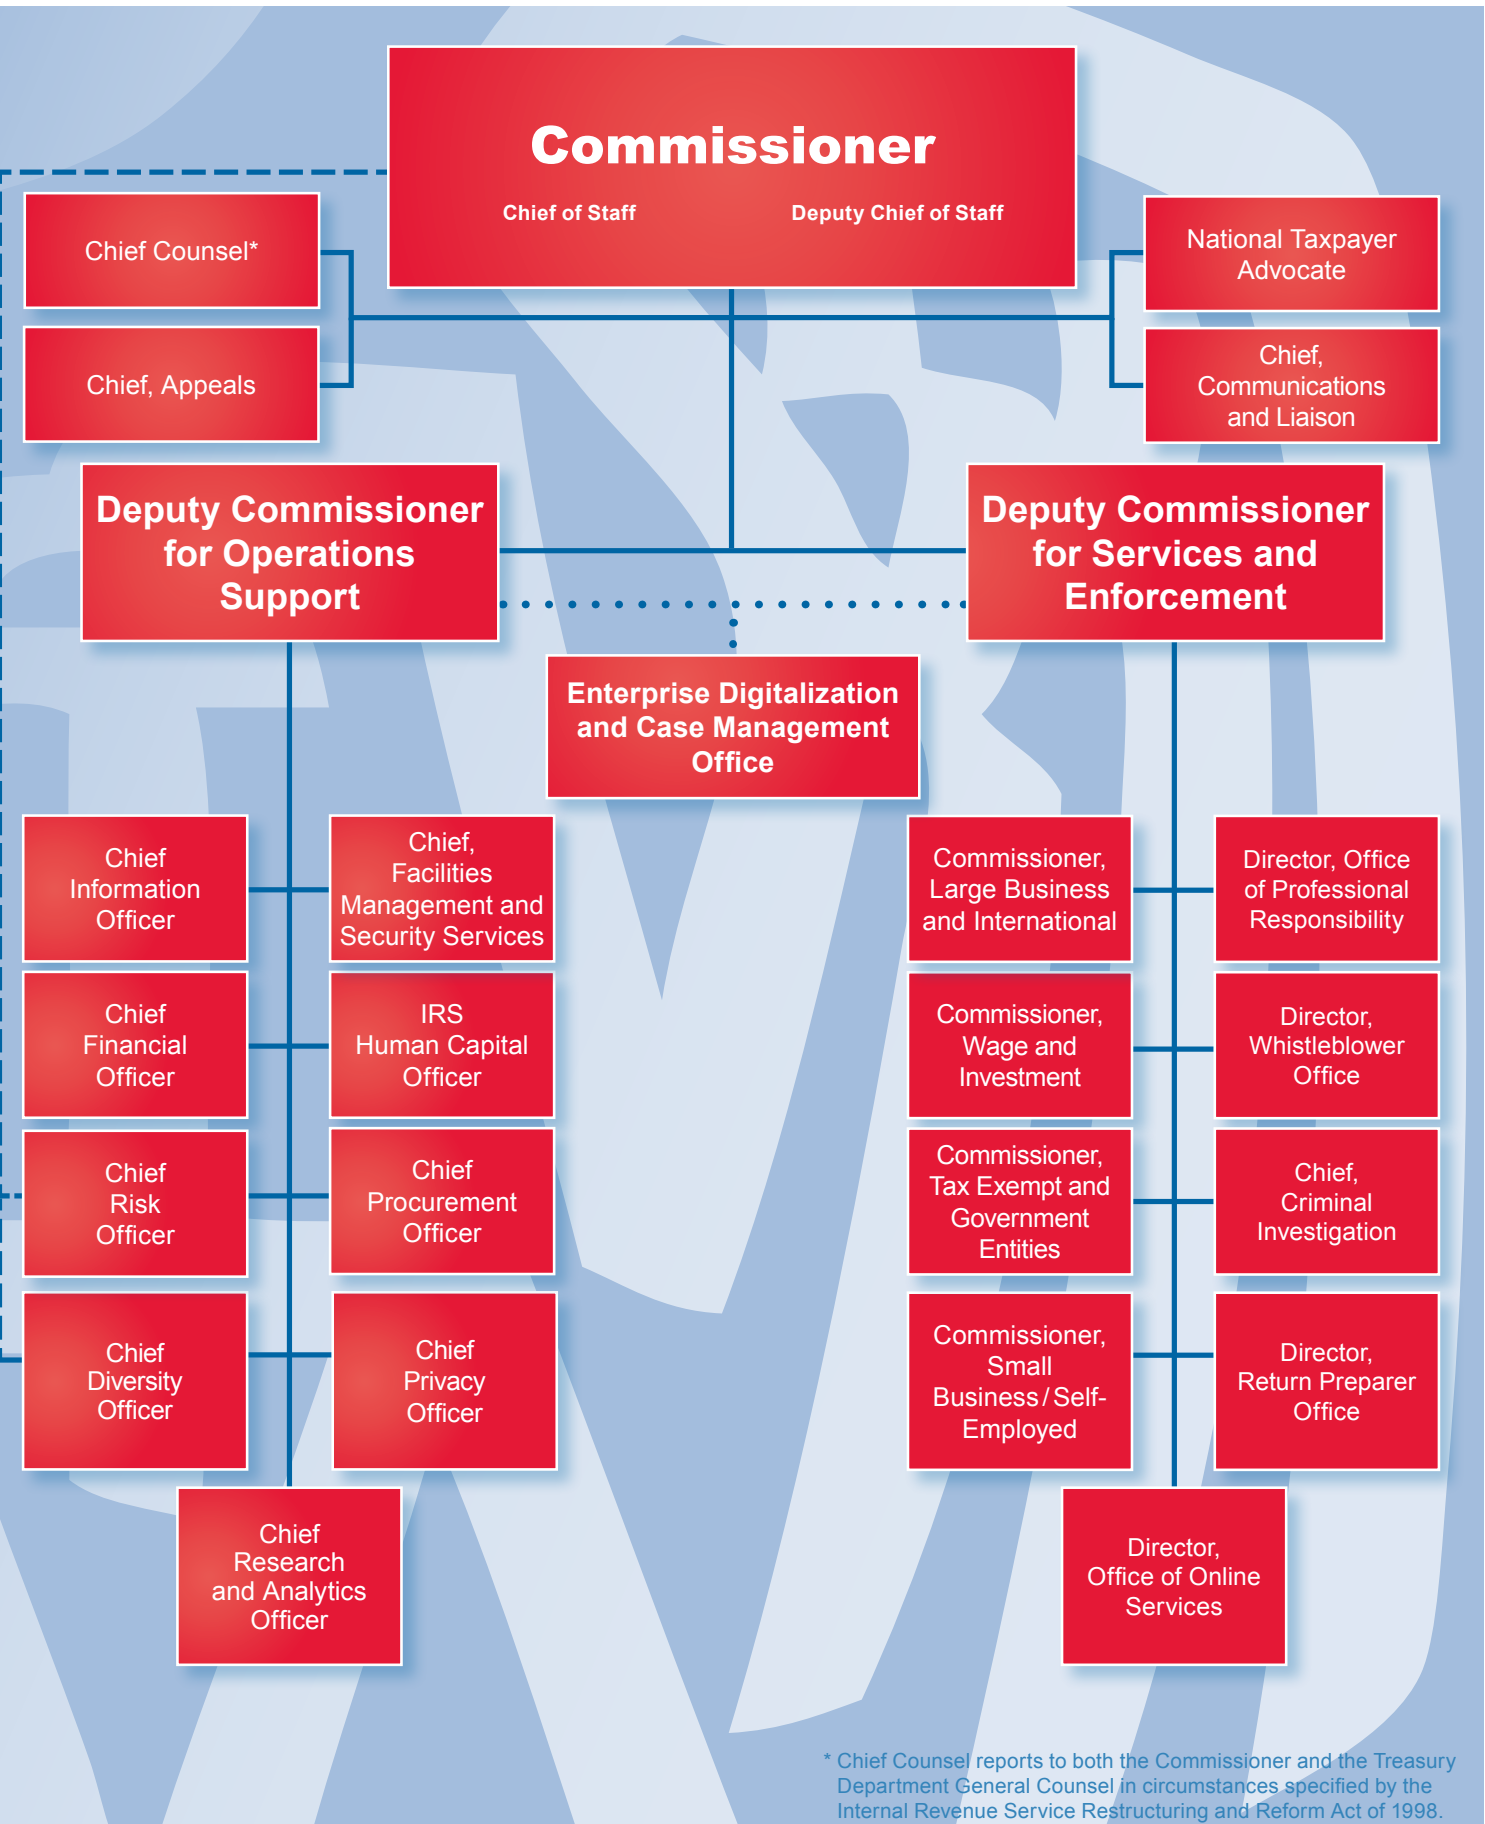 Commissioner
Chief of Staff
Deputy Chief of Staff
Chief Counsel*
National Taxpayer
Advocate
Chief, Appeals
Chief,
Communications
and Liaison
Deputy Commissioner
for Operations
Support
Deputy Commissioner
for Services and
Enforcement
Enterprise Digitalization
and Case Management
Office
Chief
Information
Officer
Chief,
Facilities
Management and
Security Services
Commissioner,
Large Business
and International
Director, Office
of Professional
Responsibility
Chief
Financial
Officer
IRS
Human Capital
Officer
Commissioner,
Wage and
Investment
Director,
Whistleblower
Office
Chief
Risk
Officer
Chief
Procurement
Officer
Commissioner,
Tax Exempt and
Government
Entities
Chief,
Criminal
Investigation
Chief
Diversity
Officer
Chief
Privacy
Officer
Commissioner,
Small
Business / Self-
Employed
Director,
Return Preparer
Office
Chief
Research
and Analytics
Officer
Director,
Office of Online
Services
* Chief Counsel reports to both the Commissioner and the Treasury
Department General Counsel in circumstances specified by the
Internal Revenue Service Restructuring and Reform Act of 1998.